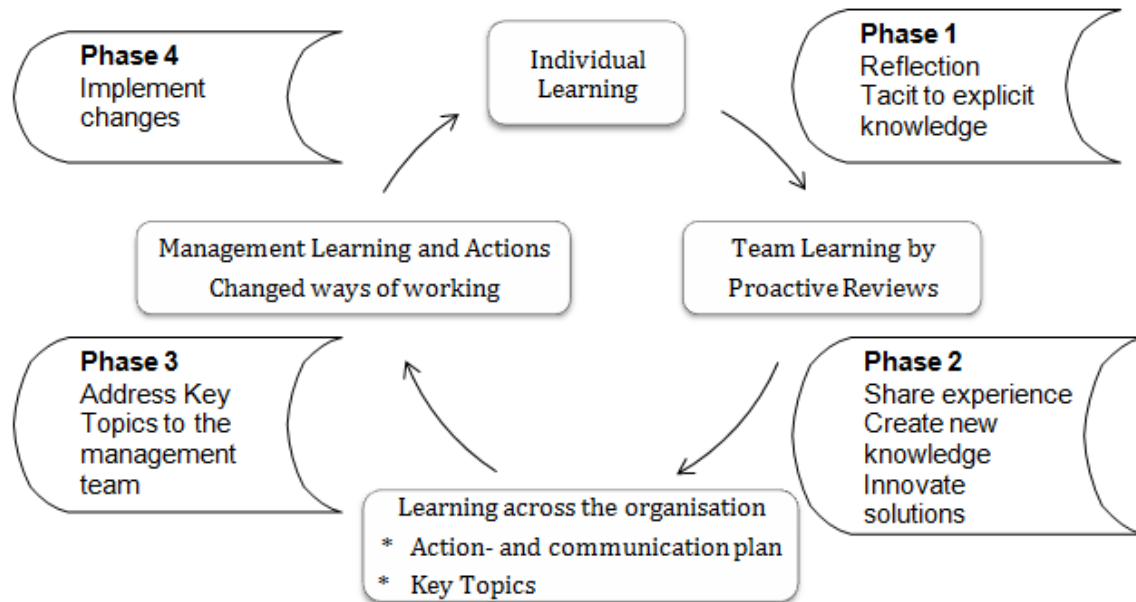 Phase 4
Implement
changes
Individual
Learning
Phase 1
Reflection
Tacit to explicit
knowledge
Management Learning and Actions
Changed ways of working
Team Learning by
Proactive Reviews
Phase 3
Address Key
Topics to the
management
team
Phase 2
Share experience
Create new
knowledge
Innovate
solutions
Learning across the organisation
* Action- and communication plan
* Key Topics